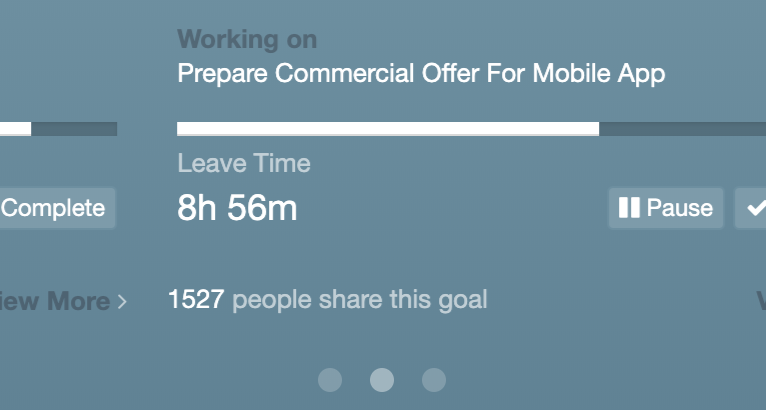 Working on
Prepare Commercial Offer For Mobile App
Leave Time
Complete
8h 56m
Pause
More
1527 people share this goal